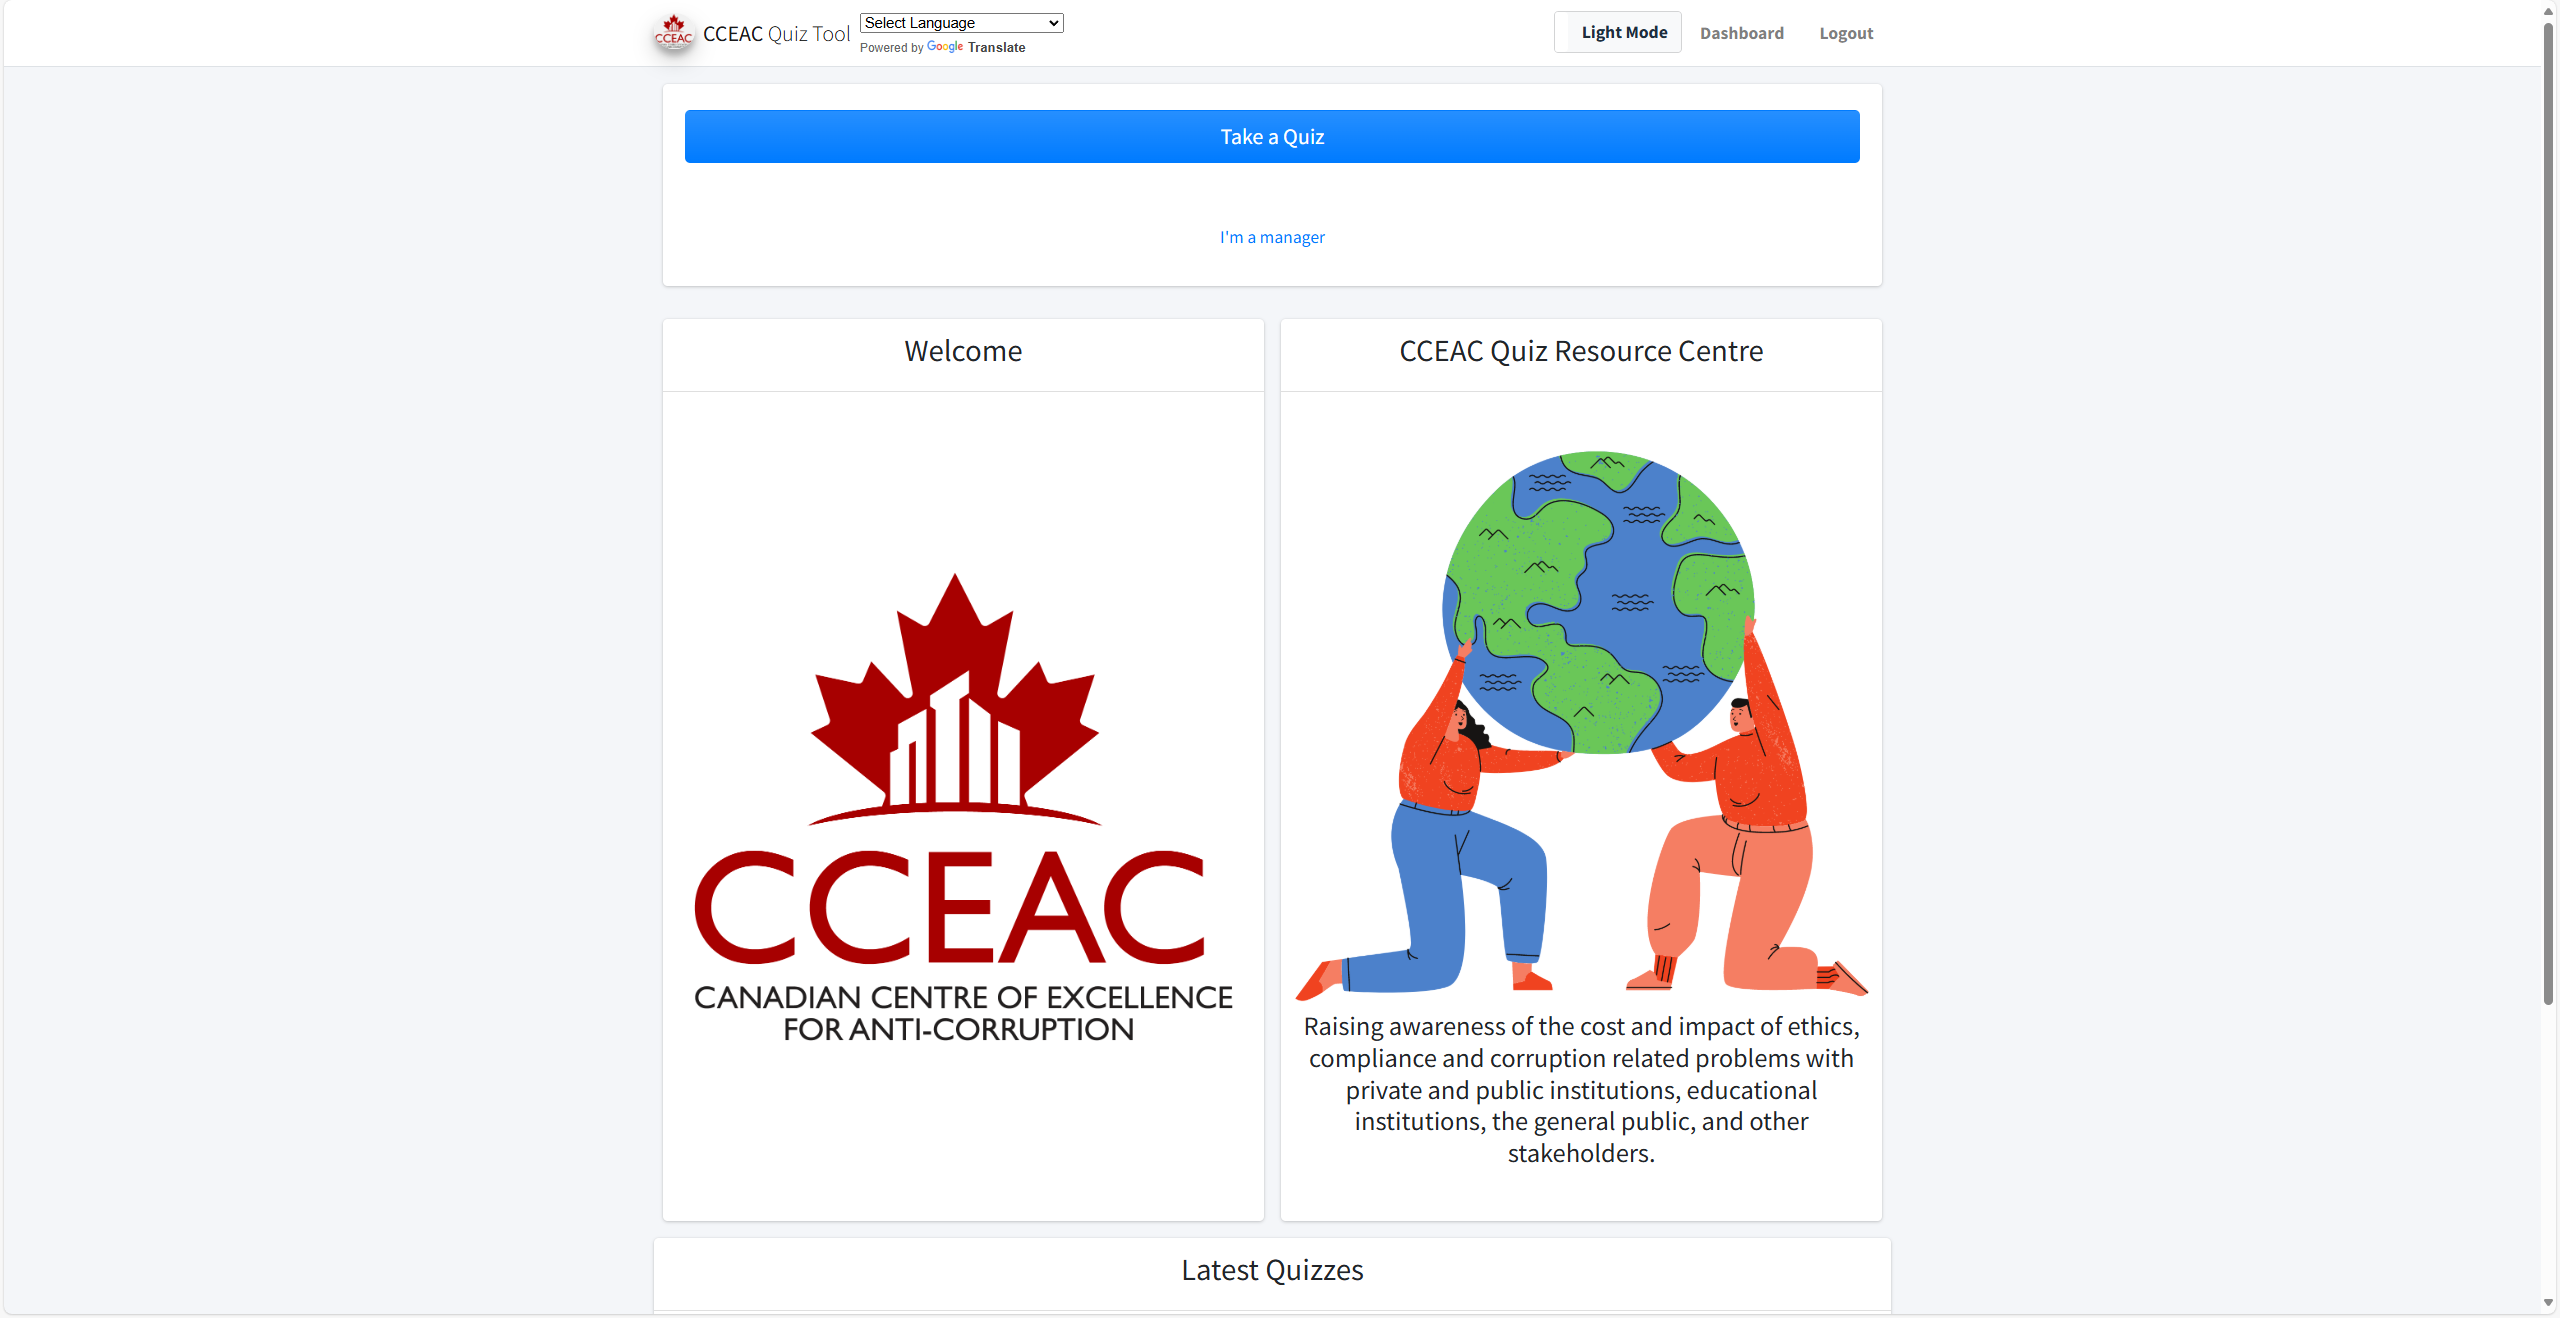 CCEAC
CCEAC Quiz Tool
Select Language
Powered by Google Translate
Light Mode
Dashboard
Logout
Take a Quiz
I'm a manager
Welcome
CCEAC
CANADIAN CENTRE OF EXCELLENCE
FOR ANTI-CORRUPTION
CCEAC Quiz Resource Centre
Raising awareness of the cost and impact of ethics,
compliance and corruption related problems with
private and public institutions, educational
institutions, the general public, and other
stakeholders.
Latest Quizzes